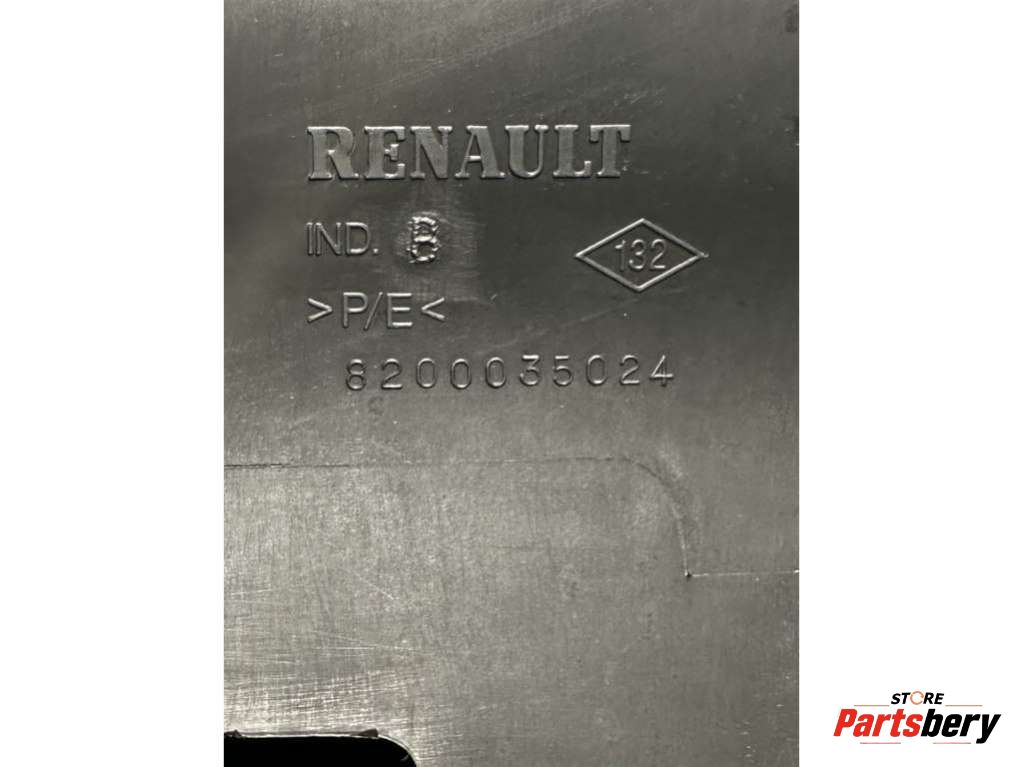 RENAULT
IND. B
132
>P/E<
8200035024
STORE
Partsbery